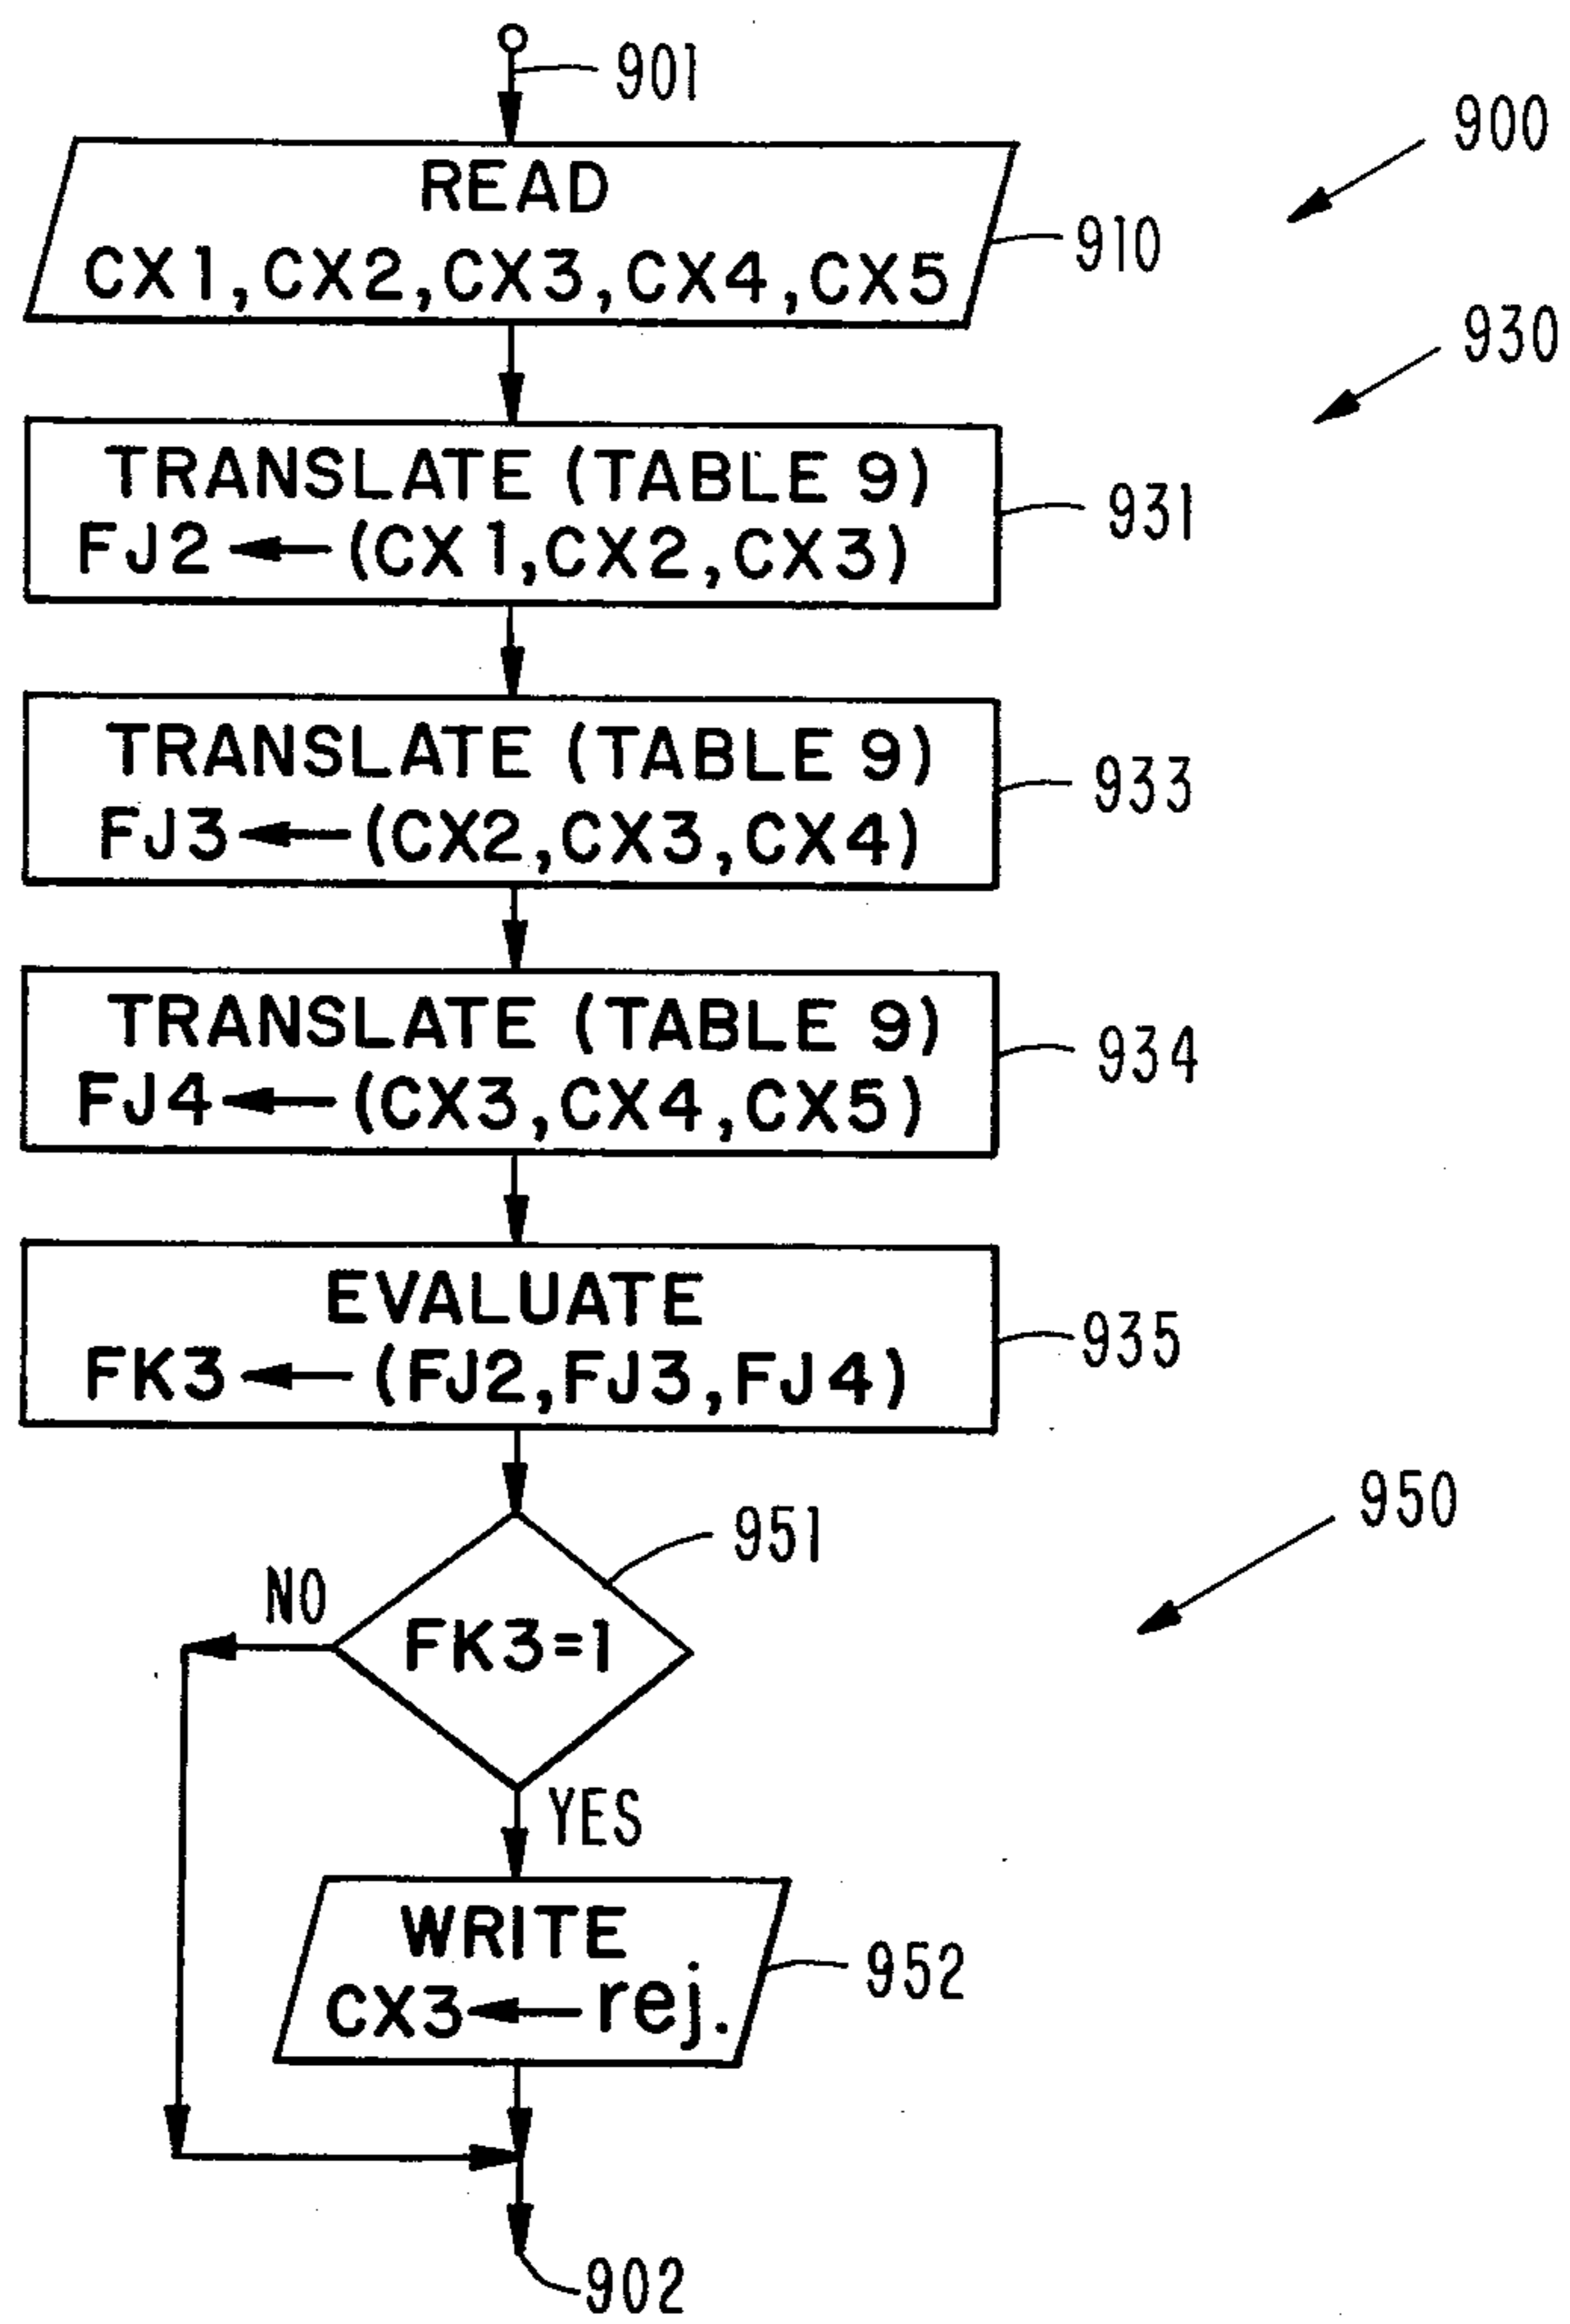 901
900
READ
CX1,CX2,CX3,CX4,CX5
910
930
TRANSLATE (TABLE 9)
FJ2 ← (CX1,CX2,CX3)
931
TRANSLATE (TABLE 9)
FJ3 ← (CX2,CX3,CX4)
933
TRANSLATE (TABLE 9)
FJ4 ← (CX3,CX4,CX5)
934
EVALUATE
FK3 ← (FJ2,FJ3,FJ4)
935
950
951
NO
FK3=1
YES
WRITE
CX3 ← rej.
952
902